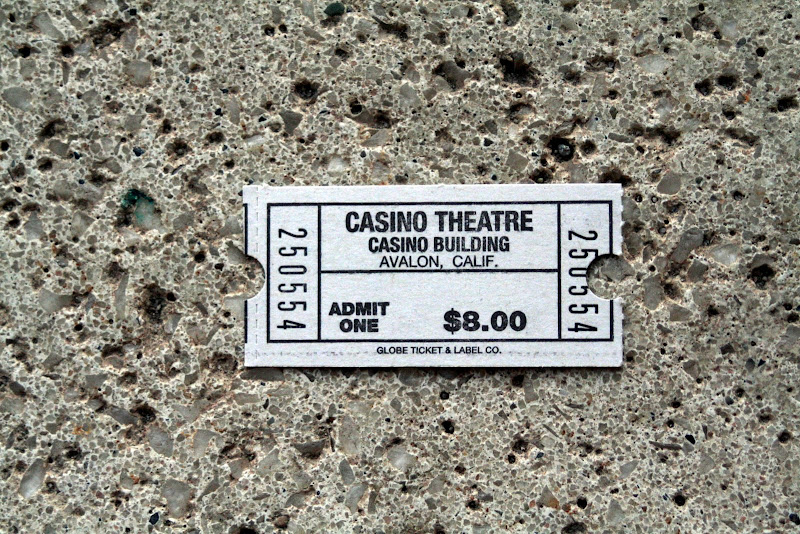 250554
CASINO THEATRE
CASINO BUILDING
AVALON, CALIF.
ADMIT
ONE
$8.00
GLOBE TICKET & LABEL CO.
250554